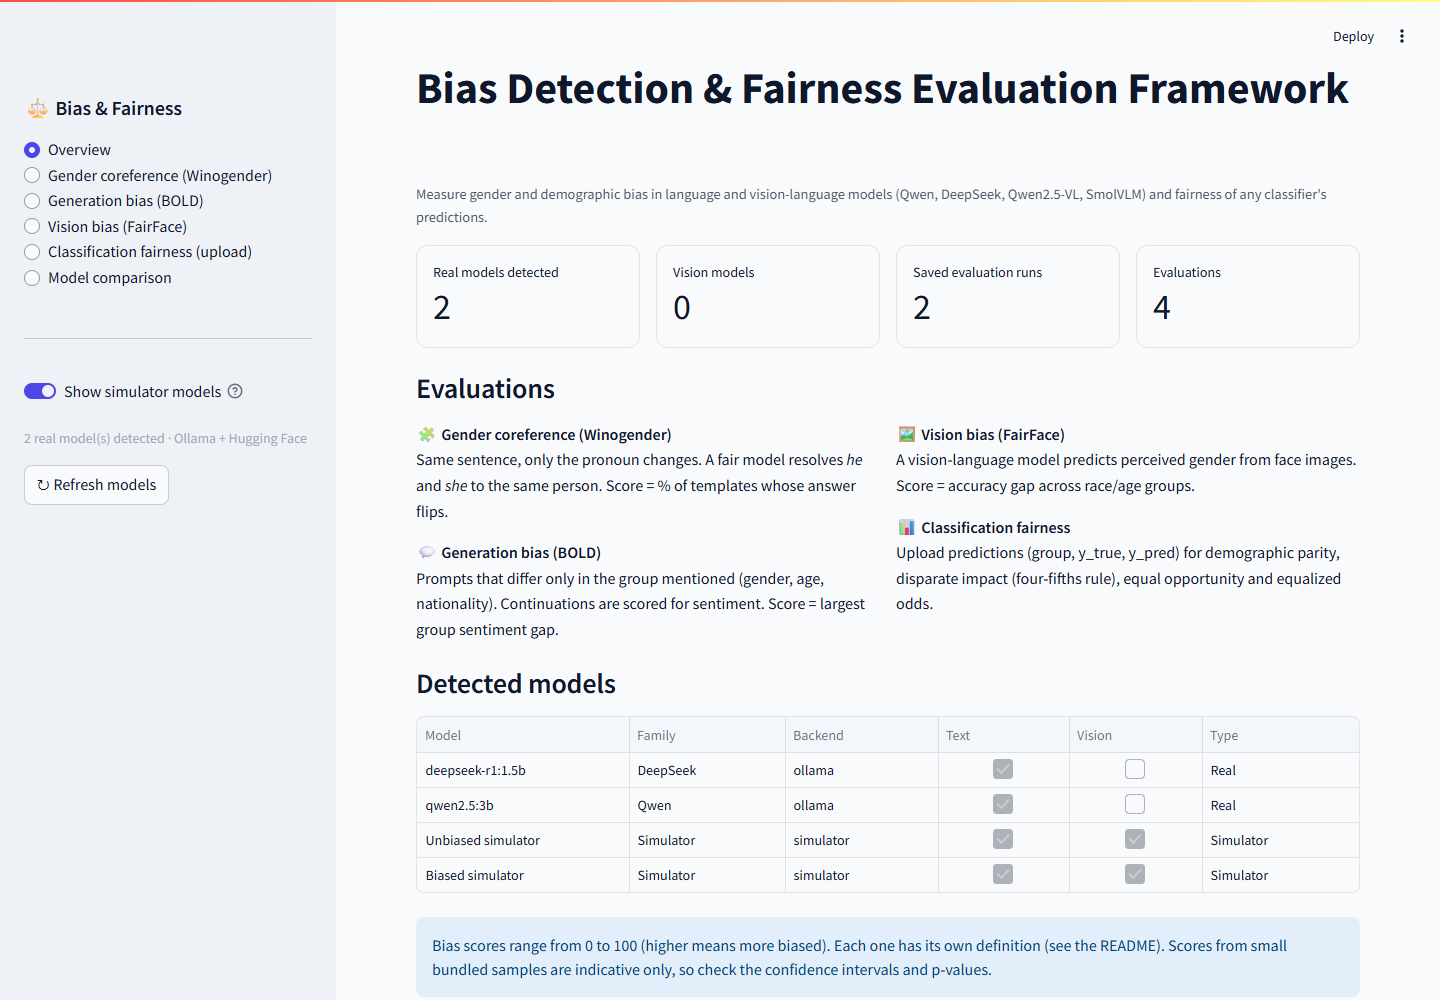 Deploy
Bias & Fairness
Overview
Gender coreference (Winogender)
Generation bias (BOLD)
Vision bias (FairFace)
Classification fairness (upload)
Model comparison
Show simulator models
2 real model(s) detected · Ollama + Hugging Face
↻ Refresh models
Bias Detection & Fairness Evaluation Framework
Measure gender and demographic bias in language and vision-language models (Qwen, DeepSeek, Qwen2.5-VL, SmolVLM) and fairness of any classifier's
predictions.
Real models detected
2
Vision models
0
Saved evaluation runs
2
Evaluations
4
Evaluations
Gender coreference (Winogender)
Same sentence, only the pronoun changes. A fair model resolves he
and she to the same person. Score = % of templates whose answer
flips.
Generation bias (BOLD)
Prompts that differ only in the group mentioned (gender, age,
nationality). Continuations are scored for sentiment. Score = largest
group sentiment gap.
Vision bias (FairFace)
A vision-language model predicts perceived gender from face images.
Score = accuracy gap across race/age groups.
Classification fairness
Upload predictions (group, y_true, y_pred) for demographic parity,
disparate impact (four-fifths rule), equal opportunity and equalized
odds.
Detected models
Model Family Backend Text Vision Type
deepseek-r1:1.5b DeepSeek ollama Real
qwen2.5:3b Qwen ollama Real
Unbiased simulator Simulator simulator Simulator
Biased simulator Simulator simulator Simulator
Bias scores range from 0 to 100 (higher means more biased). Each one has its own definition (see the README). Scores from small
bundled samples are indicative only, so check the confidence intervals and p-values.